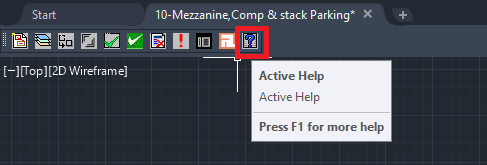 Start
10-Mezzanine,Comp & stack Parking*
[−][Top][2D Wireframe]
Active Help
Active Help
Press F1 for more help